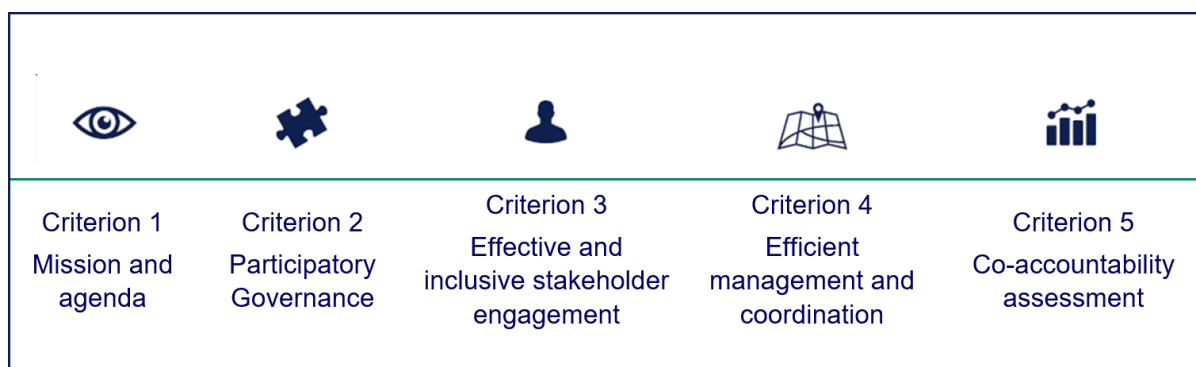 Criterion 1
Mission and
agenda
Criterion 2
Participatory
Governance
Criterion 3
Effective and
inclusive stakeholder
engagement
Criterion 4
Efficient
management and
coordination
Criterion 5
Co-accountability
assessment